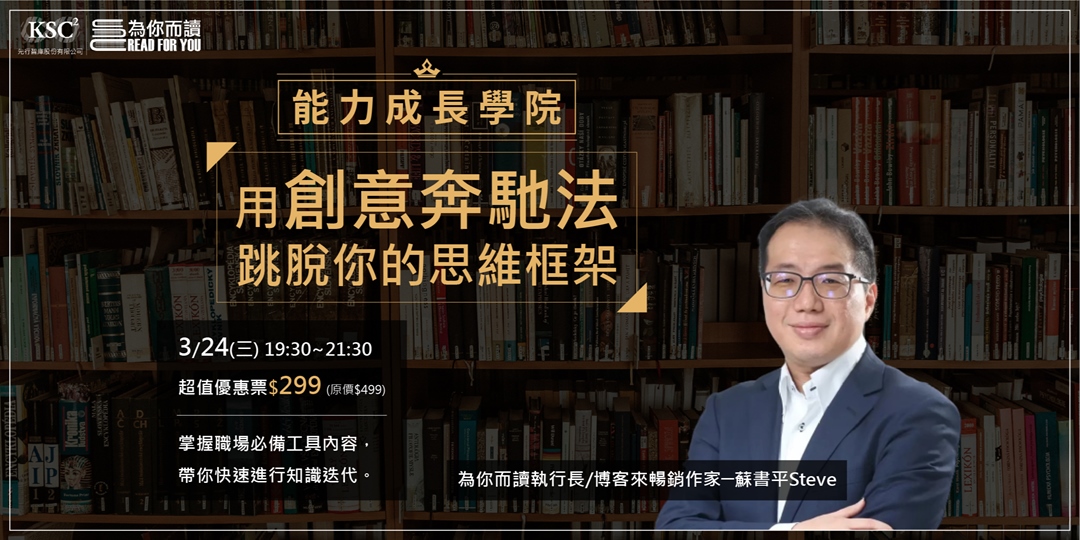 KSC²
先行智庫股份有限公司
為你而讀
READ FOR YOU
能力成長學院
用創意奔馳法
跳脫你的思維框架
3/24(三) 19:30~21:30
超值優惠票$299 (原價$499)
掌握職場必備工具內容，
帶你快速進行知識迭代。
為你而讀執行長/博客來暢銷作家—蘇書平Steve